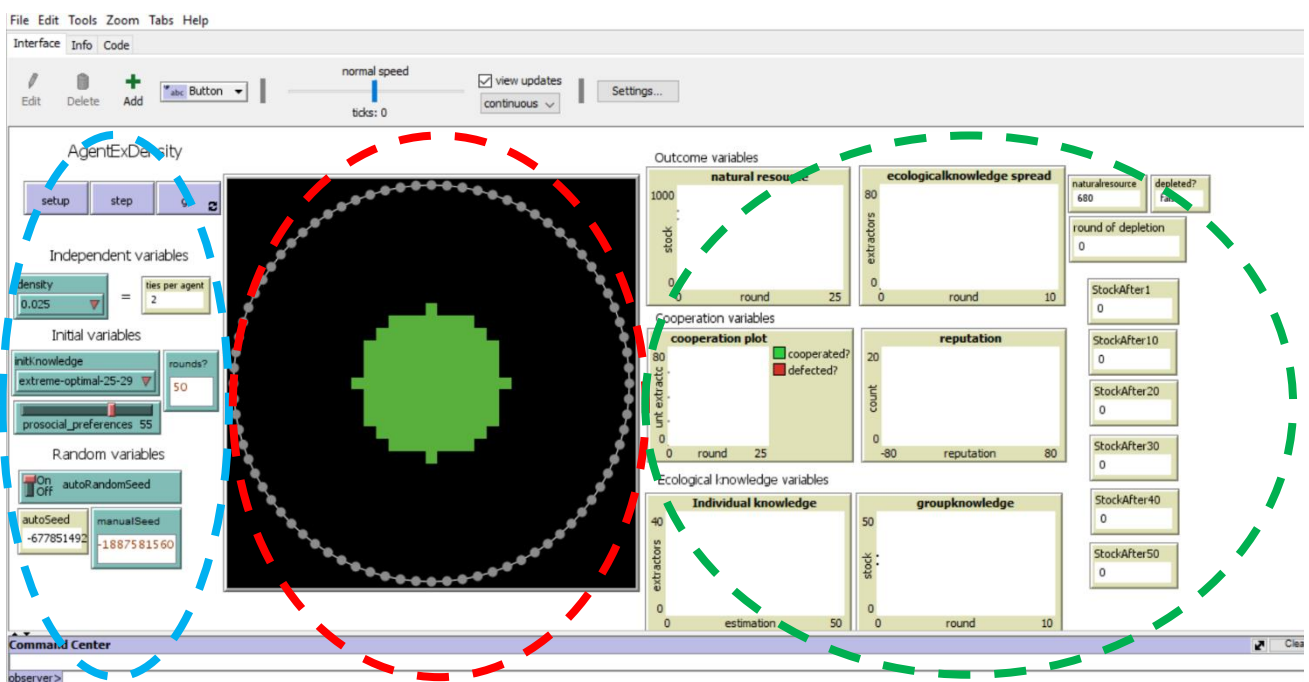 File Edit Tools Zoom Tabs Help
Interface Info Code
Edit Delete Add abc Button
normal speed
ticks: 0
view updates
continuous
Settings...
AgentExDensity
setup step
Independent variables
density
0.025
=
ties per agent
2
Initial variables
initKnowledge
extreme-optimal-25-29
rounds?
50
prosocial_preferences 55
Random variables
On
Off
autoRandomSeed
autoSeed
-677851492
manualSeed
-1887581560
Outcome variables
natural resource
1000
stock
0
0 round 25
ecologicalknowledge spread
80
extractors
0
0 round 10
naturalresource
680
depleted?
round of depletion
0
Cooperation variables
cooperation plot
80
0
0 round 25
cooperated?
defected?
reputation
20
count
0
-80 reputation 80
Ecological knowledge variables
Individual knowledge
40
extractors
0
0 estimation 50
groupknowledge
50
stock
0
0 round 10
StockAfter1
0
StockAfter10
0
StockAfter20
0
StockAfter30
0
StockAfter40
0
StockAfter50
0
Command Center
observer>